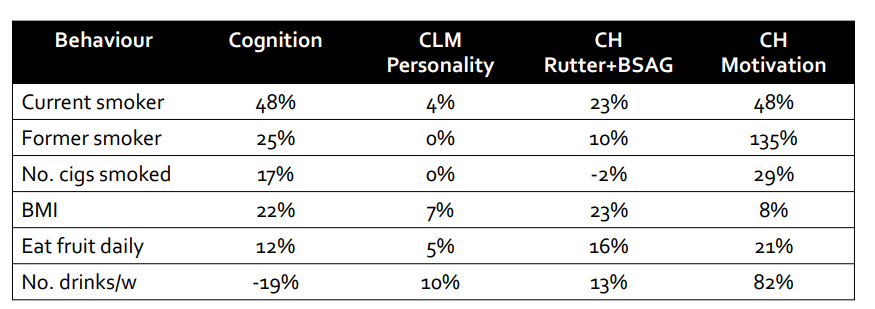 Behaviour Cognition CLM Personality CH Rutter+BSAG CH Motivation
Current smoker 48% 4% 23% 48%
Former smoker 25% 0% 10% 135%
No. cigs smoked 17% 0% -2% 29%
BMI 22% 7% 23% 8%
Eat fruit daily 12% 5% 16% 21%
No. drinks/w -19% 10% 13% 82%